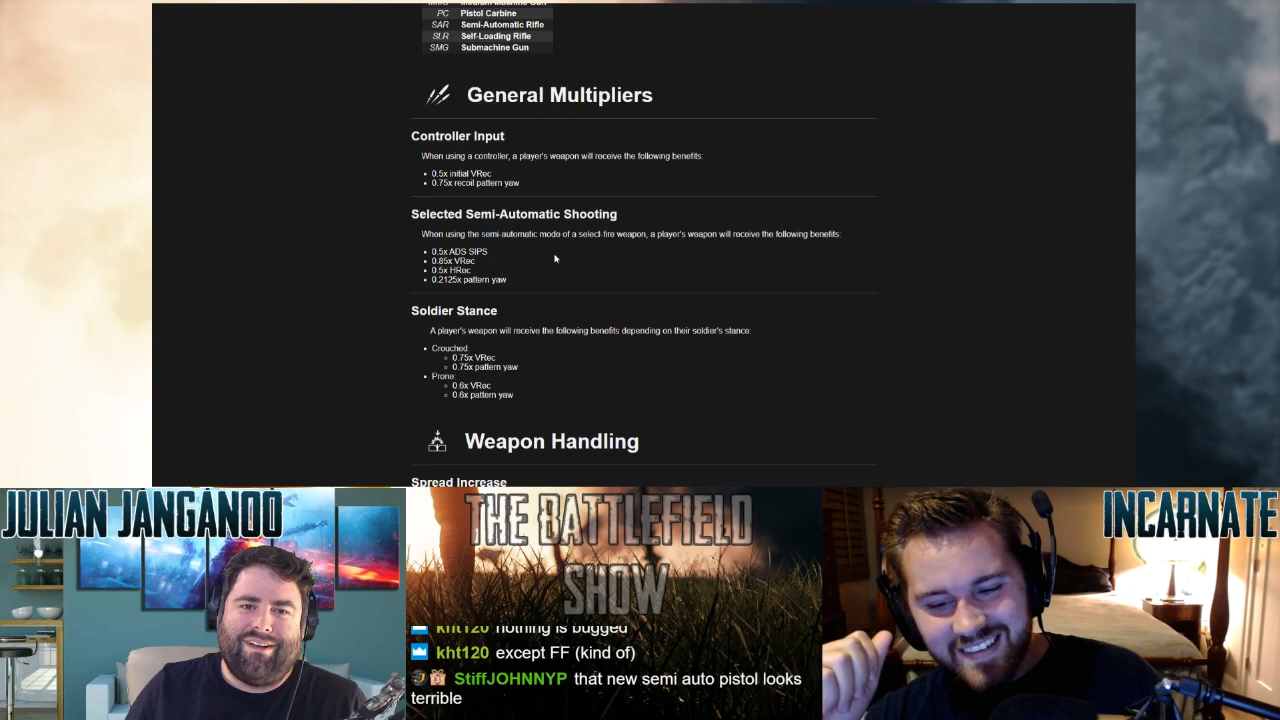 PC Pistol Carbine
SAR Semi-Automatic Rifle
SLR Self-Loading Rifle
SMG Submachine Gun
General Multipliers
Controller Input
When using a controller, a player's weapon will receive the following benefits:
• 0.5x initial VRec
• 0.75x recoil pattern yaw
Selected Semi-Automatic Shooting
When using the semi-automatic mode of a select-fire weapon, a player's weapon will receive the following benefits:
• 0.5x ADS SIPS
• 0.85x VRec
• 0.5x HRec
• 0.2125x pattern yaw
Soldier Stance
A player's weapon will receive the following benefits depending on their soldier's stance:
• Crouched:
○ 0.75x VRec
○ 0.75x pattern yaw
• Prone:
○ 0.6x VRec
○ 0.6x pattern yaw
Weapon Handling
Spread Increase
JULIAN JANGANOO
THE BATTLEFIELD
SHOW
kht120 nothing is bugged
kht120 except FF (kind of)
StiffJOHNNYP that new semi auto pistol looks
terrible
INCARNATE